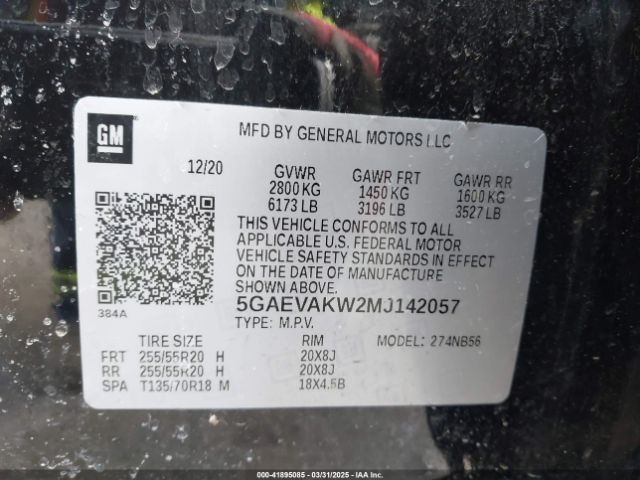 GM
MFD BY GENERAL MOTORS LLC
12/20
GVWR GAWR FRT GAWR RR
2800 KG 1450 KG 1600 KG
6173 LB 3196 LB 3527 LB
THIS VEHICLE CONFORMS TO ALL
APPLICABLE U.S. FEDERAL MOTOR
VEHICLE SAFETY STANDARDS IN
EFFECT ON THE DATE OF MANUFACTURE
SHOWN ABOVE.
384A
5GAEVAKW2MJ142057
TYPE: M.P.V.
TIRE SIZE RIM MODEL: 274NB56
FRT 255/55R20 H 20X8J
RR 255/55R20 H 20X8J
SPA T135/70R18 M 18X4.5B
00-41895085 - 03/31/2025 - IAAI Inc.